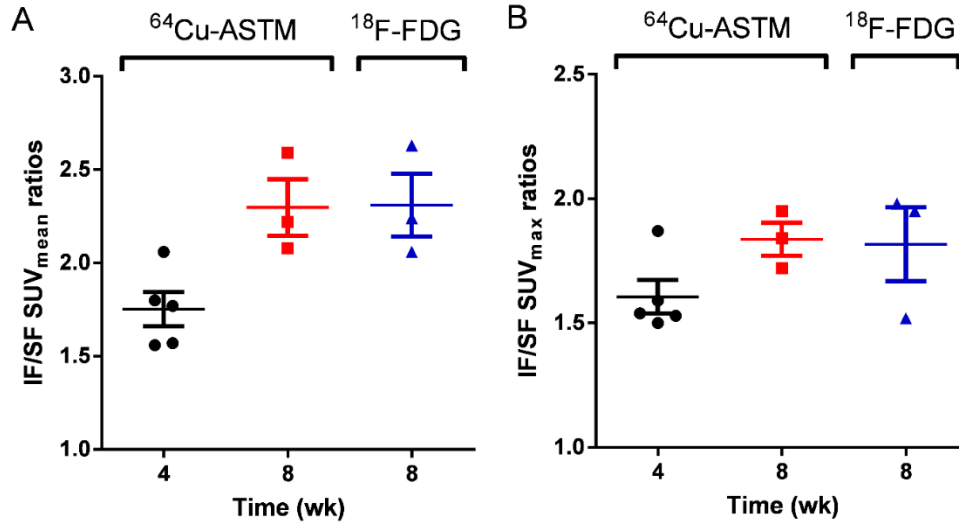 A
⁶⁴Cu-ASTM ¹⁸F-FDG
3.0
2.5
2.0
1.5
1.0
IF/SF SUVmean ratios
4 8 8
Time (wk)
B
⁶⁴Cu-ASTM ¹⁸F-FDG
2.5
2.0
1.5
1.0
IF/SF SUVmax ratios
4 8 8
Time (wk)